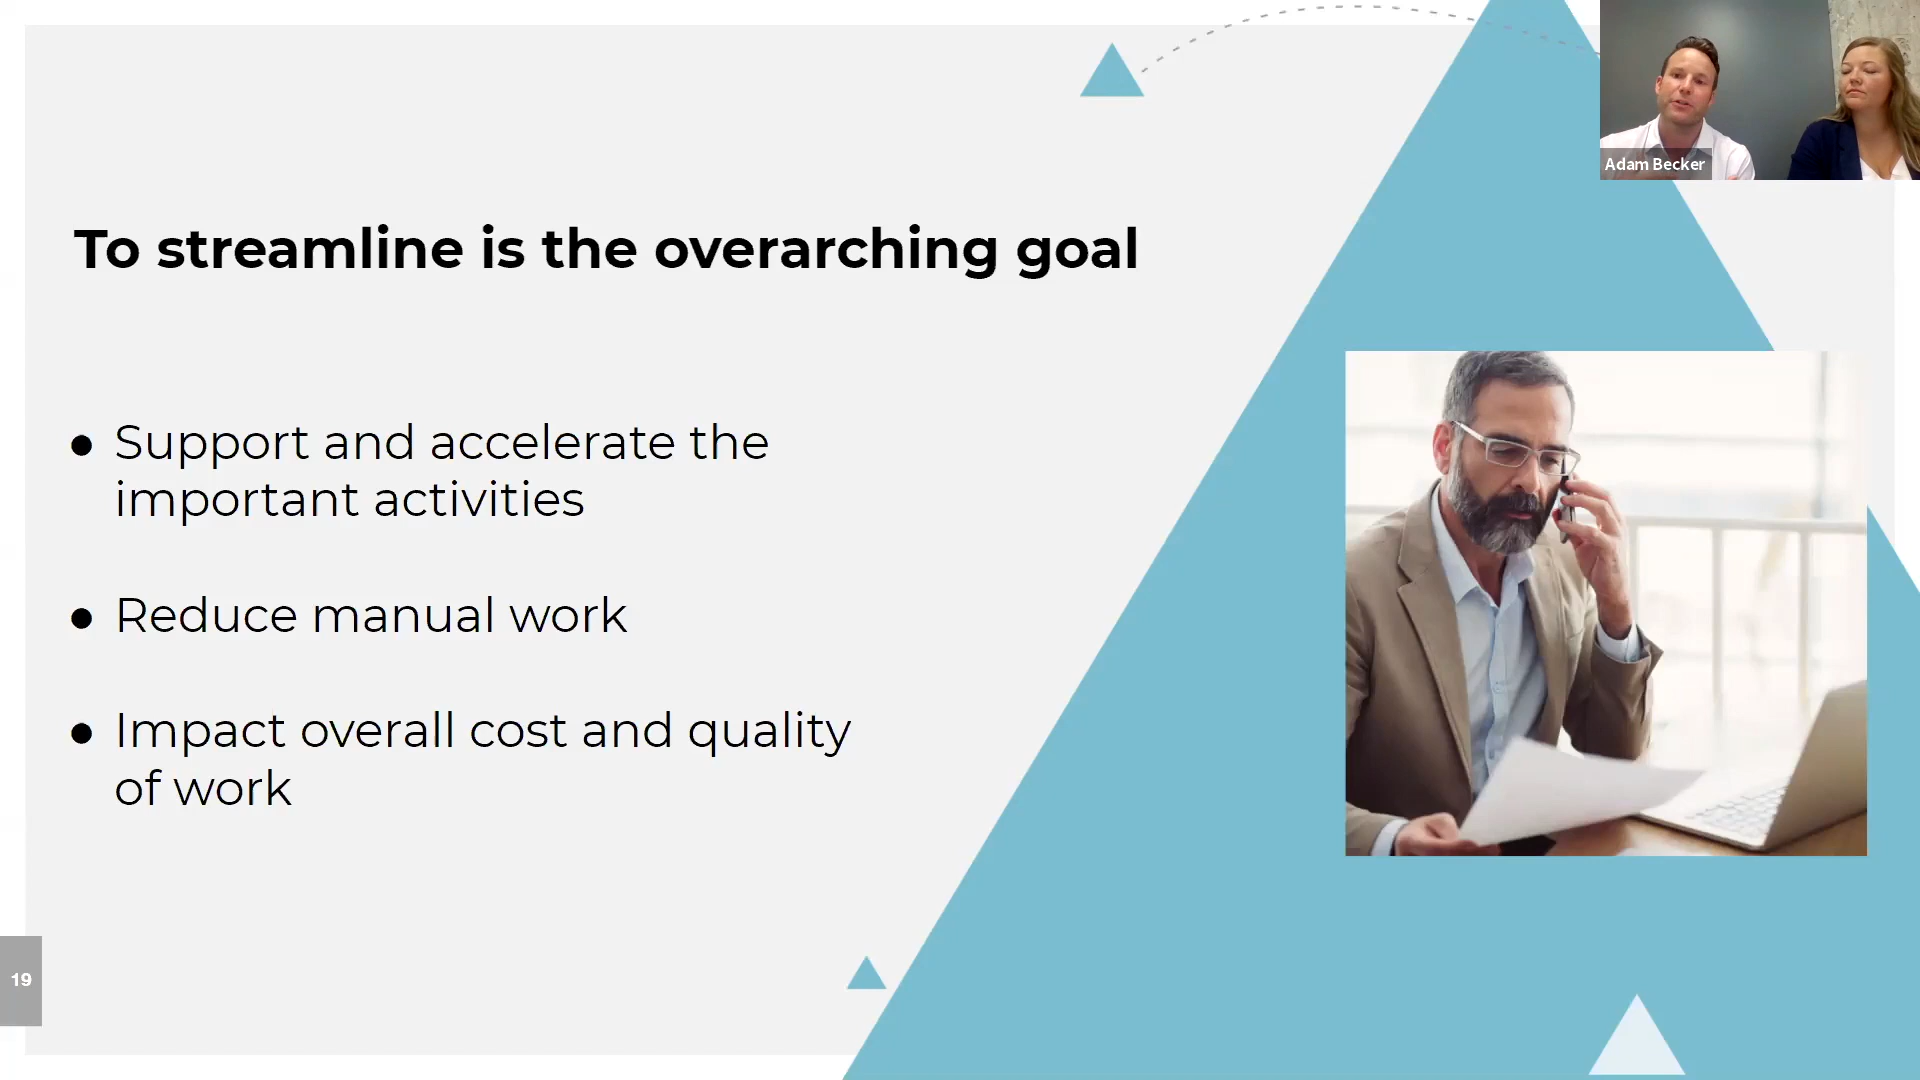 Adam Becker
To streamline is the overarching goal
● Support and accelerate the
important activities
● Reduce manual work
● Impact overall cost and quality
of work
19